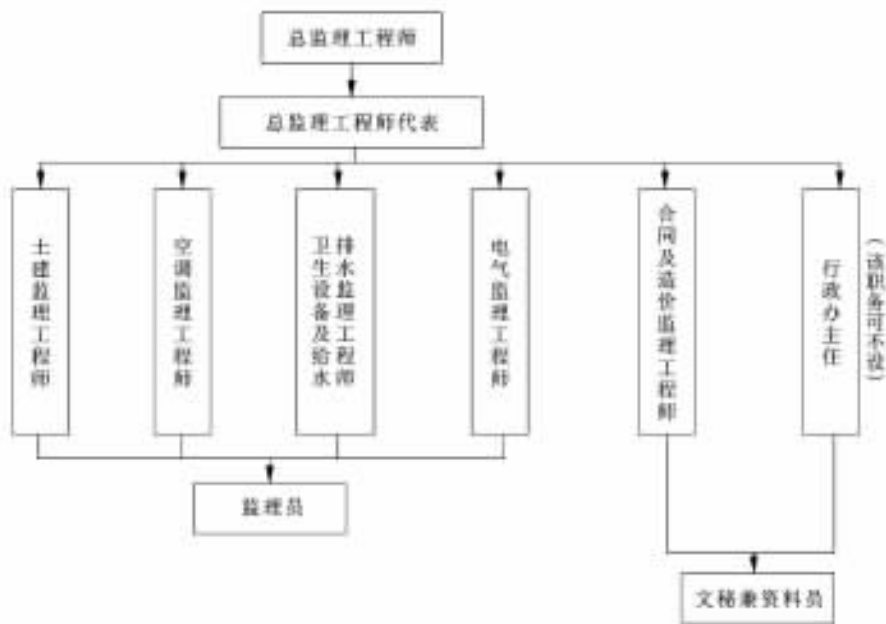 总监理工程师
总监理工程师代表
土建监理工程师
空调监理工程师
卫生设备及给水
排水监理工程师
电气监理工程师
合同及造价监理工程师
行政办主任
（该职务可不设）
监理员
文秘兼资料员